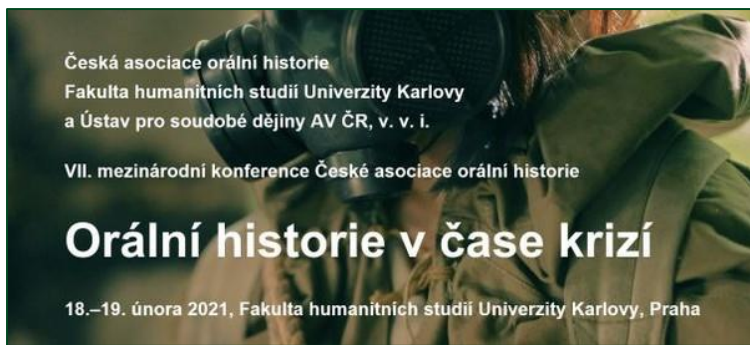 Česká asociace orální historie
Fakulta humanitních studií Univerzity Karlovy
a Ústav pro soudobé dějiny AV ČR, v. v. i.
VII. mezinárodní konference České asociace orální historie
Orální historie v čase krizí
18.–19. února 2021, Fakulta humanitních studií Univerzity Karlovy, Praha